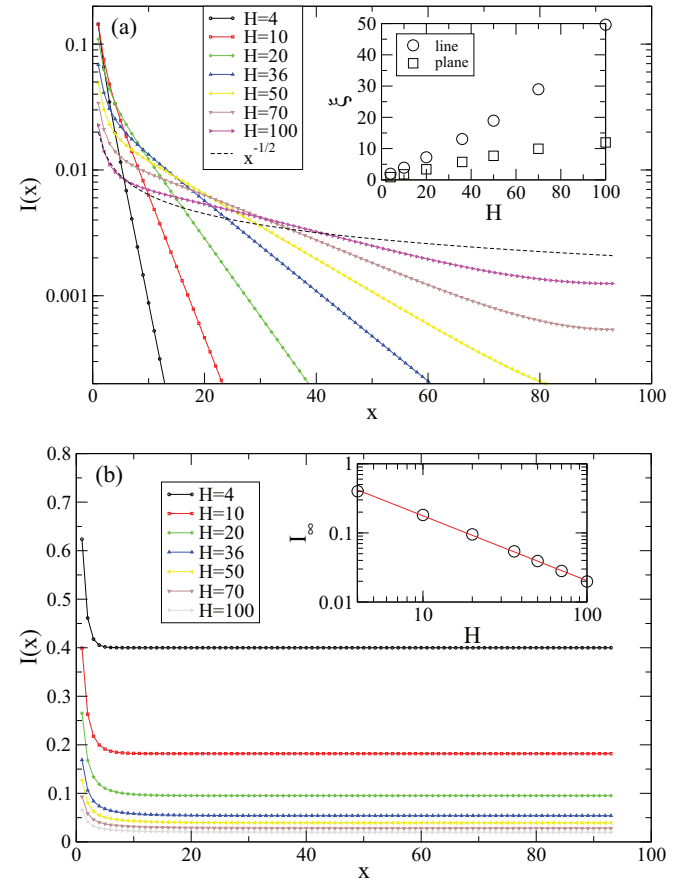 (a)
I(x)
0.1
0.01
0.001
H=4
H=10
H=20
H=36
H=50
H=70
H=100
x^{-1/2}
0
20
40
60
80
100
x
ξ
50
40
30
20
10
0
line
plane
0
20
40
60
80
100
H
(b)
I(x)
0.8
0.7
0.6
0.5
0.4
0.3
0.2
0.1
0
H=4
H=10
H=20
H=36
H=50
H=70
H=100
0
20
40
60
80
100
x
I_∞
1
0.1
0.01
10
100
H